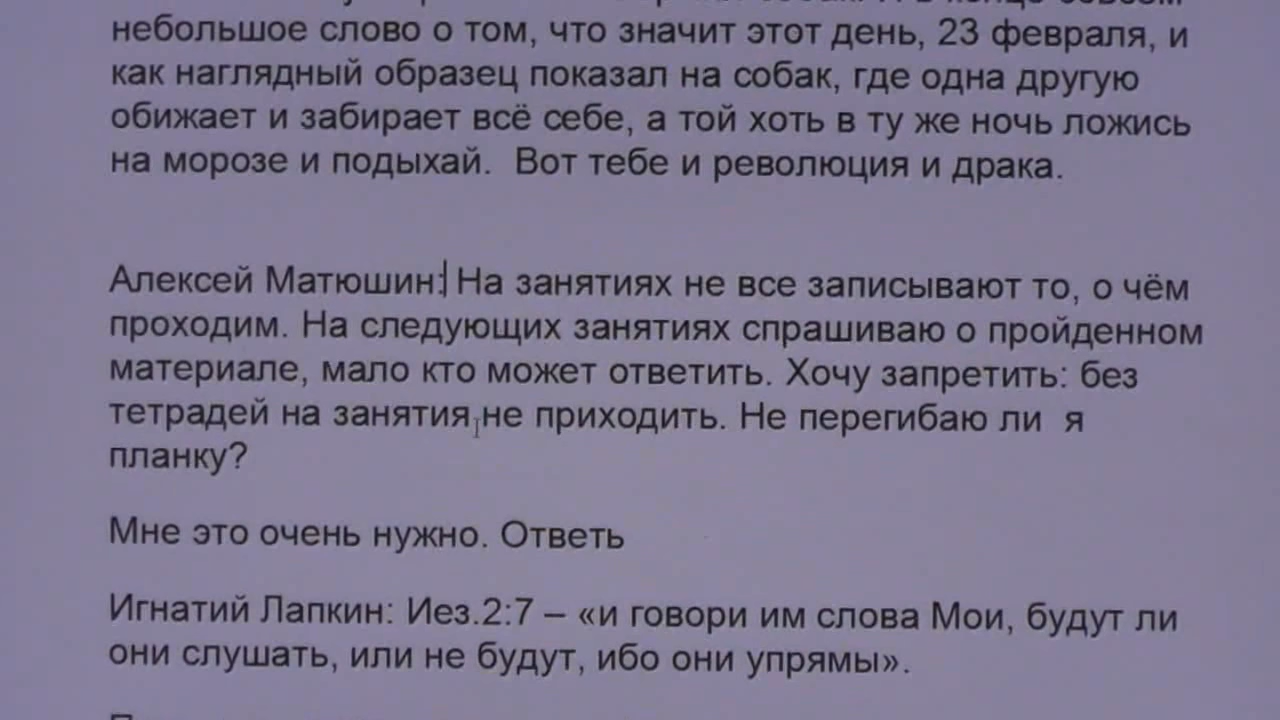 небольшое слово о том, что значит этот день, 23 февраля, и
как наглядный образец показал на собак, где одна другую
обижает и забирает всё себе, а той хоть в ту же ночь ложись
на морозе и подыхай.  Вот тебе и революция и драка.
Алексей Матюшин: На занятиях не все записывают то, о чём
проходим. На следующих занятиях спрашиваю о пройденном
материале, мало кто может ответить. Хочу запретить: без
тетрадей на занятия не приходить. Не перегибаю ли  я
планку?
Мне это очень нужно. Ответь
Игнатий Лапкин: Иез.2:7 – «и говори им слова Мои, будут ли
они слушать, или не будут, ибо они упрямы».